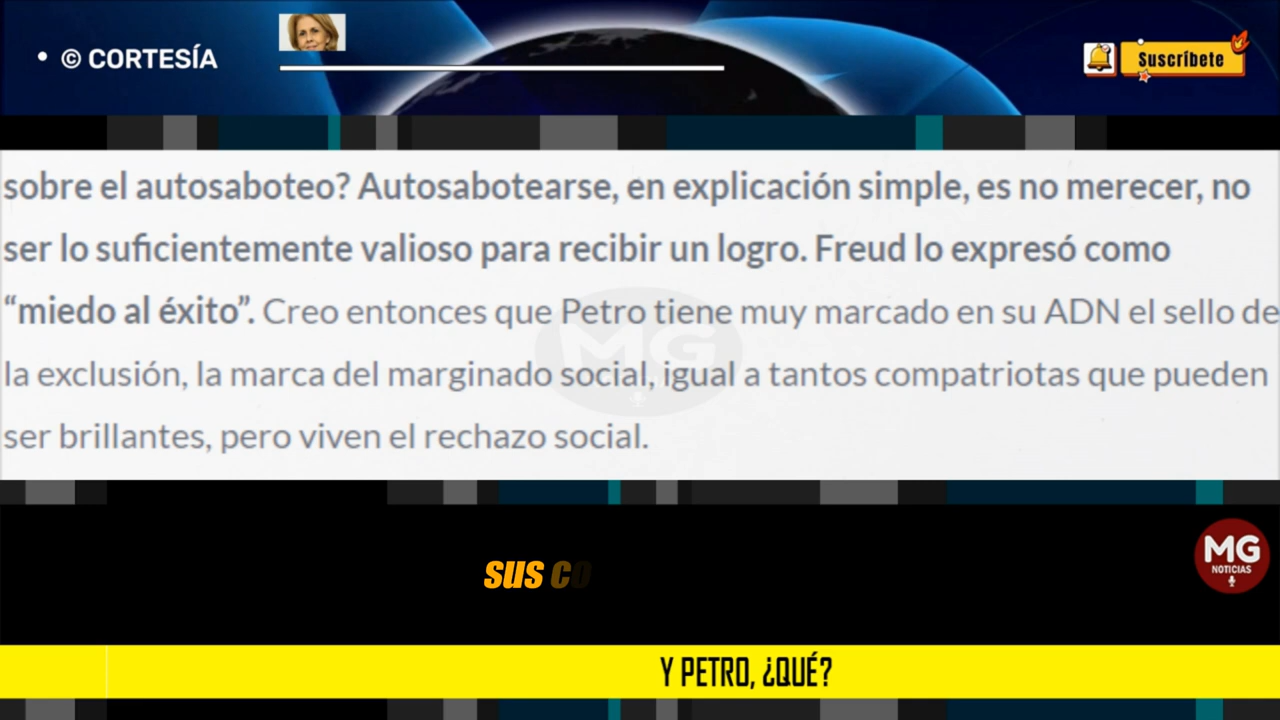 • © CORTESÍA
Suscríbete
sobre el autosaboteo? Autosabotearse, en explicación simple, es no merecer, no
ser lo suficientemente valioso para recibir un logro. Freud lo expresó como
“miedo al éxito”. Creo entonces que Petro tiene muy marcado en su ADN el sello de
la exclusión, la marca del marginado social, igual a tantos compatriotas que pueden
ser brillantes, pero viven el rechazo social.
MG
SUS CO
MG
NOTICIAS
Y PETRO, ¿QUÉ?